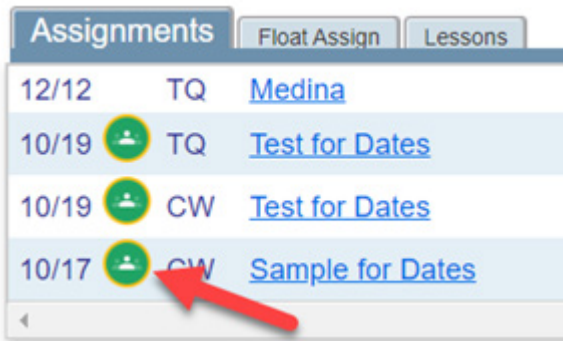 Assignments Float Assign Lessons
12/12 TQ Medina
10/19 TQ Test for Dates
10/19 CW Test for Dates
10/17 CW Sample for Dates